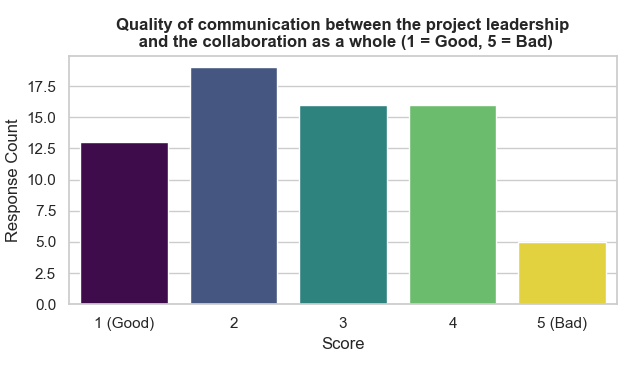 Quality of communication between the project leadership
and the collaboration as a whole (1 = Good, 5 = Bad)
Response Count
17.5
15.0
12.5
10.0
7.5
5.0
2.5
0.0
1 (Good)
2
3
4
5 (Bad)
Score